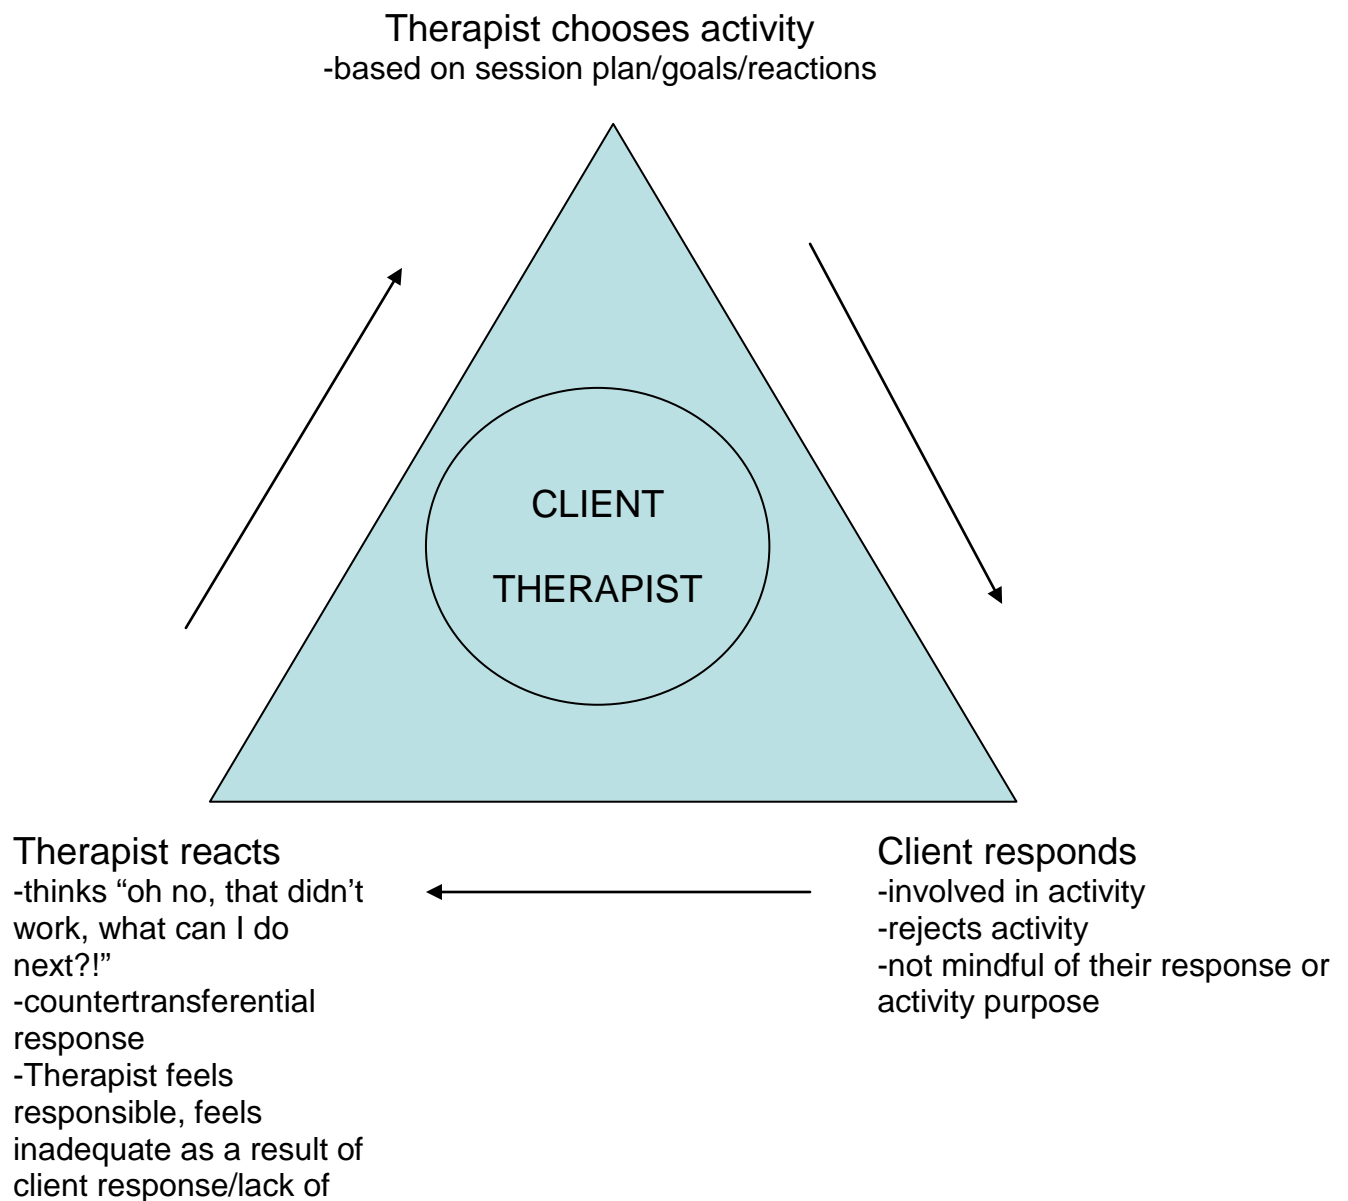 Therapist chooses activity
-based on session plan/goals/reactions
CLIENT
THERAPIST
Therapist reacts
-thinks “oh no, that didn’t
work, what can I do
next?!”
-countertransferential
response
-Therapist feels
responsible, feels
inadequate as a result of
client response/lack of
Client responds
-involved in activity
-rejects activity
-not mindful of their response or
activity purpose